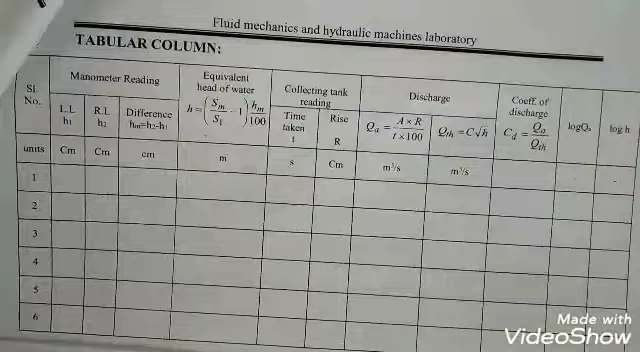 Fluid mechanics and hydraulic machines laboratory
TABULAR COLUMN:
Sl. No. | Manometer Reading | Equivalent head of water h = (Sm/S1 - 1) hm/100 | Collecting tank reading | Discharge | Coeff. of discharge Cd = Qa/Qth | logQa | log h
L.L h1 | R.L h2 | Difference hm=h2-h1 | Time taken t | Rise R | Qa = A × R / t × 100 | Qth = C√h
units | Cm | Cm | cm | m | s | Cm | m³/s | m³/s
1
2
3
4
5
6
Made with
VideoShow